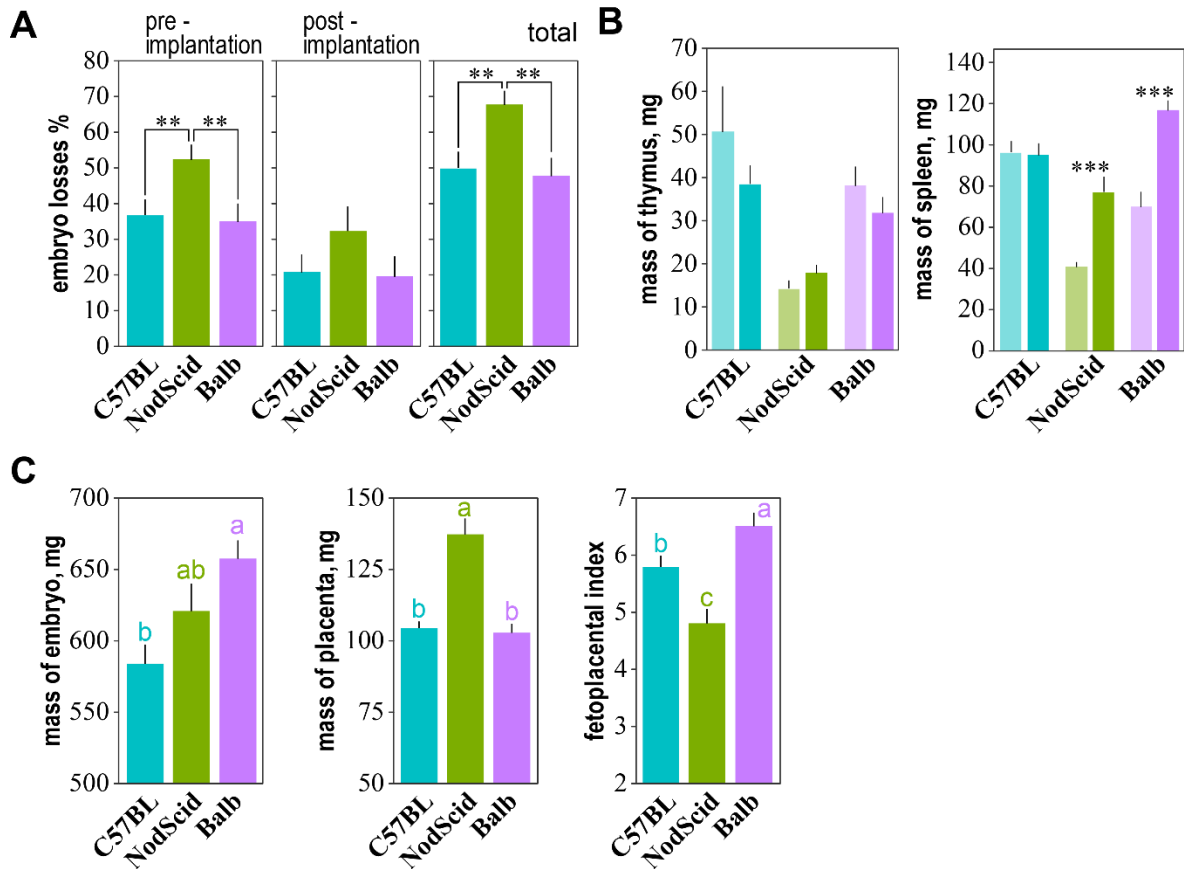 A
pre -
implantation
post -
implantation
total
embryo losses %
80
70
60
50
40
30
20
10
0
** **
** **
C57BL
NodScid
Balb
C57BL
NodScid
Balb
C57BL
NodScid
Balb
B
mass of thymus, mg
70
60
50
40
30
20
10
0
C57BL
NodScid
Balb
mass of spleen, mg
140
120
100
80
60
40
20
0
***
***
C57BL
NodScid
Balb
C
mass of embryo, mg
700
650
600
550
500
b
ab
a
C57BL
NodScid
Balb
mass of placenta, mg
150
125
100
75
50
b
a
b
C57BL
NodScid
Balb
fetoplacental index
7
6
5
4
3
2
b
c
a
C57BL
NodScid
Balb